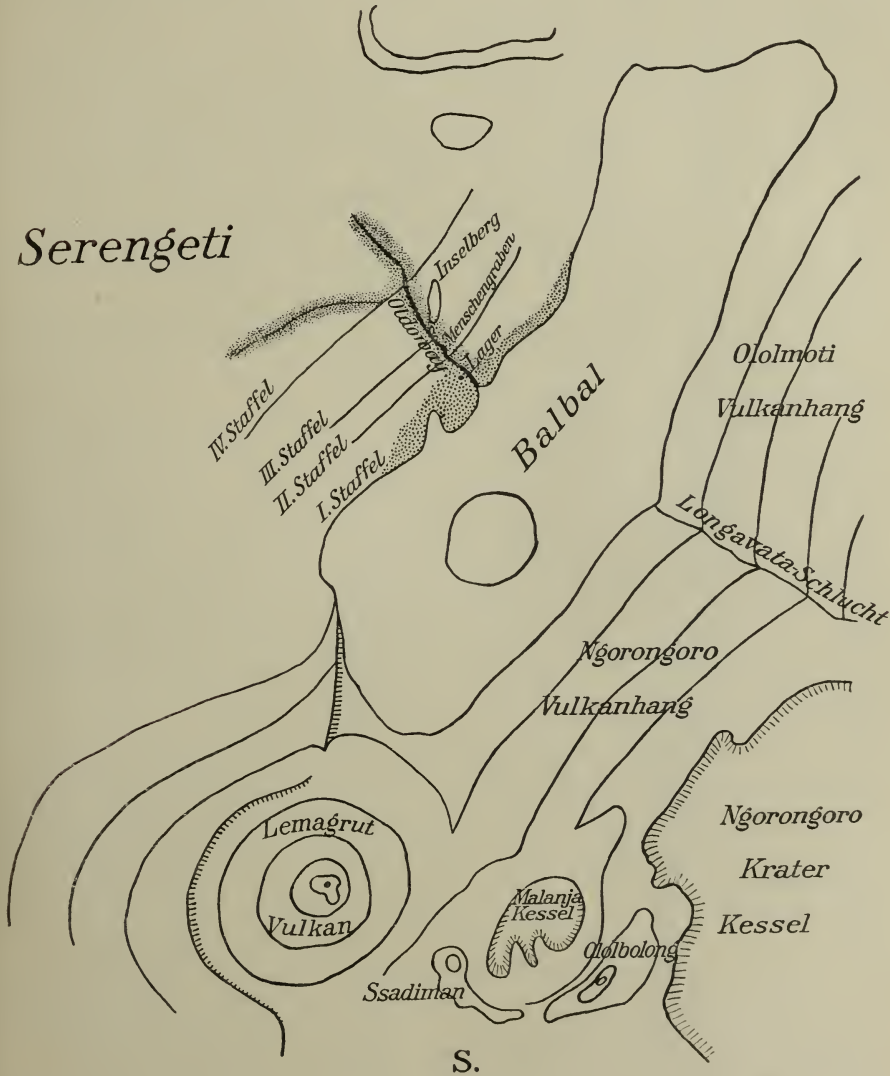 Serengeti
Inselberg
Oldoway
Menschengraben
Lager
IV. Staffel
III. Staffel
II. Staffel
I. Staffel
Balbal
Ololmoti
Vulkanhang
Longavata-Schlucht
Ngorongoro
Vulkanhang
Lemagrut
Vulkan
Ngorongoro
Krater
Kessel
Malanja
Kessel
Ololbolong
Ssadiman
S.